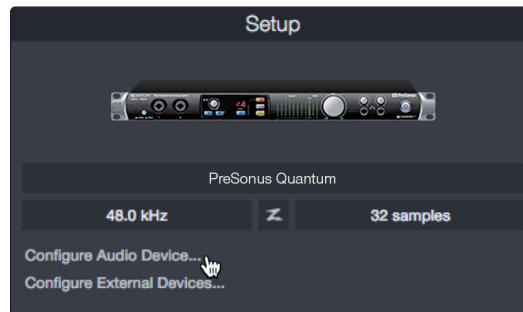 Setup
PreSonus Quantum
48.0 kHz
32 samples
Configure Audio Device...
Configure External Devices...